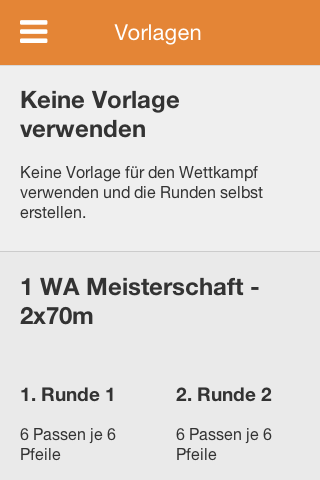 Vorlagen
Keine Vorlage
verwenden
Keine Vorlage für den Wettkampf
verwenden und die Runden selbst
erstellen.
1 WA Meisterschaft -
2x70m
1. Runde 1
6 Passen je 6
Pfeile
2. Runde 2
6 Passen je 6
Pfeile